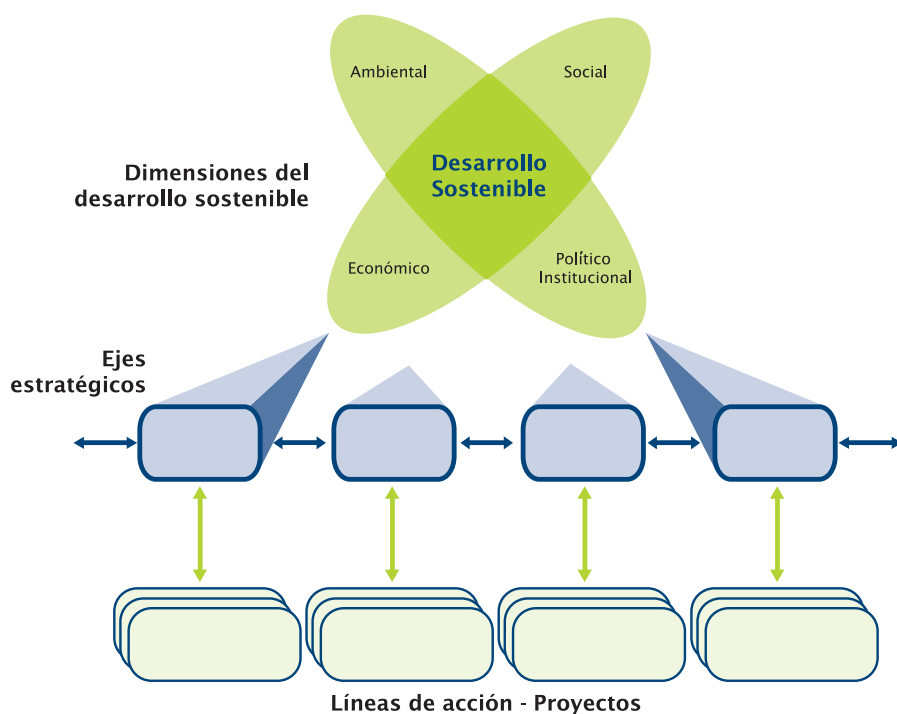 Ambiental
Social
Desarrollo
Sostenible
Dimensiones del
desarrollo sostenible
Económico
Político
Institucional
Ejes
estratégicos
Líneas de acción - Proyectos